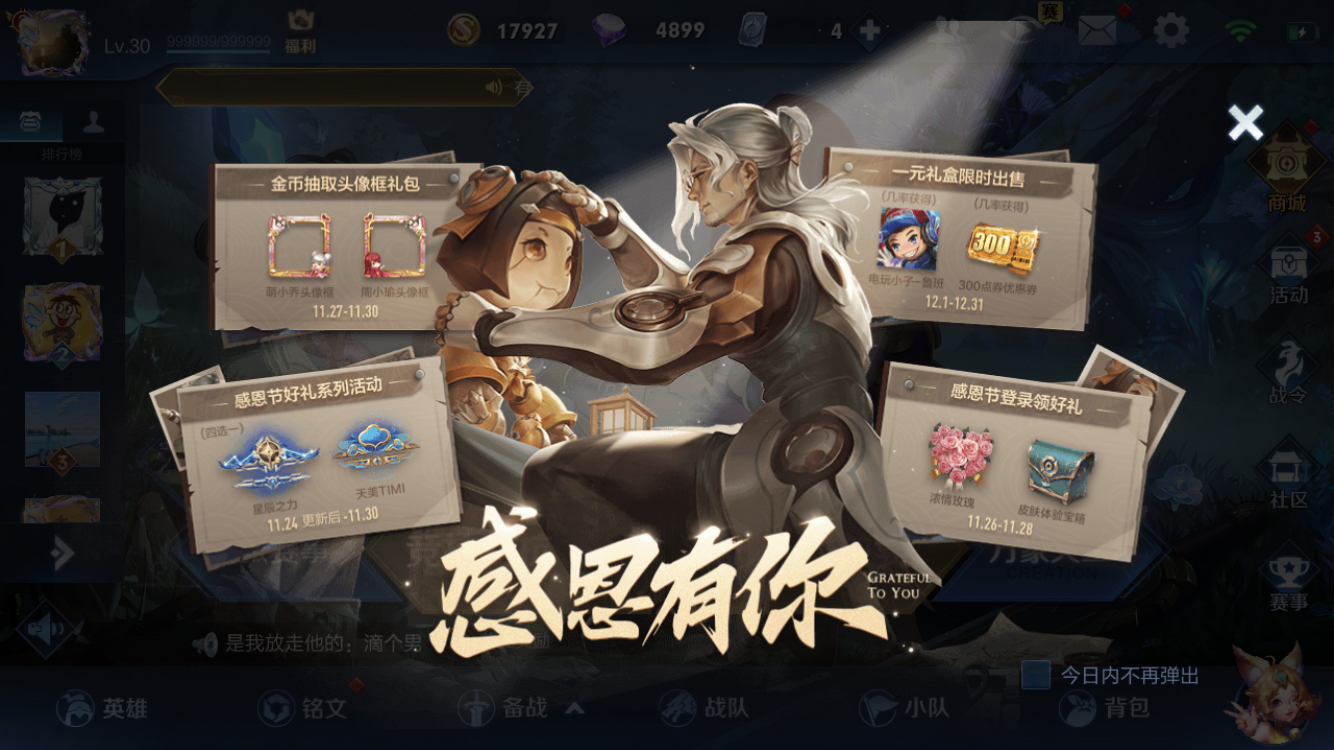 Lv.30
999999/999999
福利
17927
4899
4
赛
有
排行榜
1
2
3
商城
3
活动
战令
社区
赛事
金币抽取头像框礼包
萌小乔头像框
周小瑜头像框
11.27-11.30
一元礼盒限时出售
(几率获得)
(几率获得)
300
电玩小子-鲁班
300点券优惠券
12.1-12.31
感恩节好礼系列活动
(四选一)
星辰之力
天美TIMI
11.24 更新后-11.30
感恩节登录领好礼
浓情玫瑰
皮肤体验宝箱
11.26-11.28
感恩有你
GRATEFUL
TO YOU
是我放走他的：滴个男
今日内不再弹出
英雄
铭文
备战
战队
小队
背包